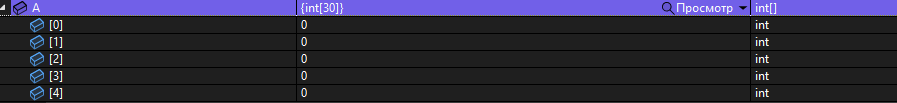 A {int[30]} Просмотр int[]
[0] 0 int
[1] 0 int
[2] 0 int
[3] 0 int
[4] 0 int